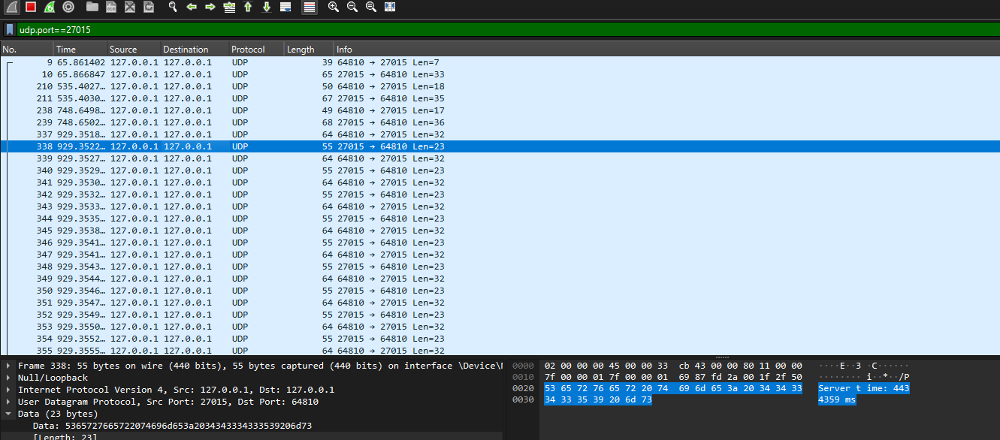 udp.port==27015
No. Time Source Destination Protocol Length Info
9 65.861402 127.0.0.1 127.0.0.1 UDP 39 64810 → 27015 Len=7
10 65.866847 127.0.0.1 127.0.0.1 UDP 65 27015 → 64810 Len=33
210 535.4027… 127.0.0.1 127.0.0.1 UDP 50 64810 → 27015 Len=18
211 535.4030… 127.0.0.1 127.0.0.1 UDP 67 27015 → 64810 Len=35
238 748.6498… 127.0.0.1 127.0.0.1 UDP 49 64810 → 27015 Len=17
239 748.6502… 127.0.0.1 127.0.0.1 UDP 68 27015 → 64810 Len=36
337 929.3518… 127.0.0.1 127.0.0.1 UDP 64 64810 → 27015 Len=32
338 929.3522… 127.0.0.1 127.0.0.1 UDP 55 27015 → 64810 Len=23
339 929.3527… 127.0.0.1 127.0.0.1 UDP 64 64810 → 27015 Len=32
340 929.3529… 127.0.0.1 127.0.0.1 UDP 55 27015 → 64810 Len=23
341 929.3530… 127.0.0.1 127.0.0.1 UDP 64 64810 → 27015 Len=32
342 929.3532… 127.0.0.1 127.0.0.1 UDP 55 27015 → 64810 Len=23
343 929.3533… 127.0.0.1 127.0.0.1 UDP 64 64810 → 27015 Len=32
344 929.3535… 127.0.0.1 127.0.0.1 UDP 55 27015 → 64810 Len=23
345 929.3538… 127.0.0.1 127.0.0.1 UDP 64 64810 → 27015 Len=32
346 929.3541… 127.0.0.1 127.0.0.1 UDP 55 27015 → 64810 Len=23
347 929.3541… 127.0.0.1 127.0.0.1 UDP 64 64810 → 27015 Len=32
348 929.3543… 127.0.0.1 127.0.0.1 UDP 55 27015 → 64810 Len=23
349 929.3544… 127.0.0.1 127.0.0.1 UDP 64 64810 → 27015 Len=32
350 929.3546… 127.0.0.1 127.0.0.1 UDP 55 27015 → 64810 Len=23
351 929.3547… 127.0.0.1 127.0.0.1 UDP 64 64810 → 27015 Len=32
352 929.3549… 127.0.0.1 127.0.0.1 UDP 55 27015 → 64810 Len=23
353 929.3550… 127.0.0.1 127.0.0.1 UDP 64 64810 → 27015 Len=32
354 929.3552… 127.0.0.1 127.0.0.1 UDP 55 27015 → 64810 Len=23
355 929.3555… 127.0.0.1 127.0.0.1 UDP 64 64810 → 27015 Len=32
Frame 338: 55 bytes on wire (440 bits), 55 bytes captured (440 bits) on interface \Device\
Null/Loopback
Internet Protocol Version 4, Src: 127.0.0.1, Dst: 127.0.0.1
User Datagram Protocol, Src Port: 27015, Dst Port: 64810
Data (23 bytes)
Data: 5365727665722074696d653a2034343334333539206d73
[Length: 23]
0000 02 00 00 00 45 00 00 33 cb 43 00 00 80 11 00 00 ····E··3 ·C······
0010 7f 00 00 01 7f 00 00 01 69 87 fd 2a 00 1f 2f 50 ········ i··*··/P
0020 53 65 72 76 65 72 20 74 69 6d 65 3a 20 34 34 33 Server t ime: 443
0030 34 33 35 39 20 6d 73 4359 ms